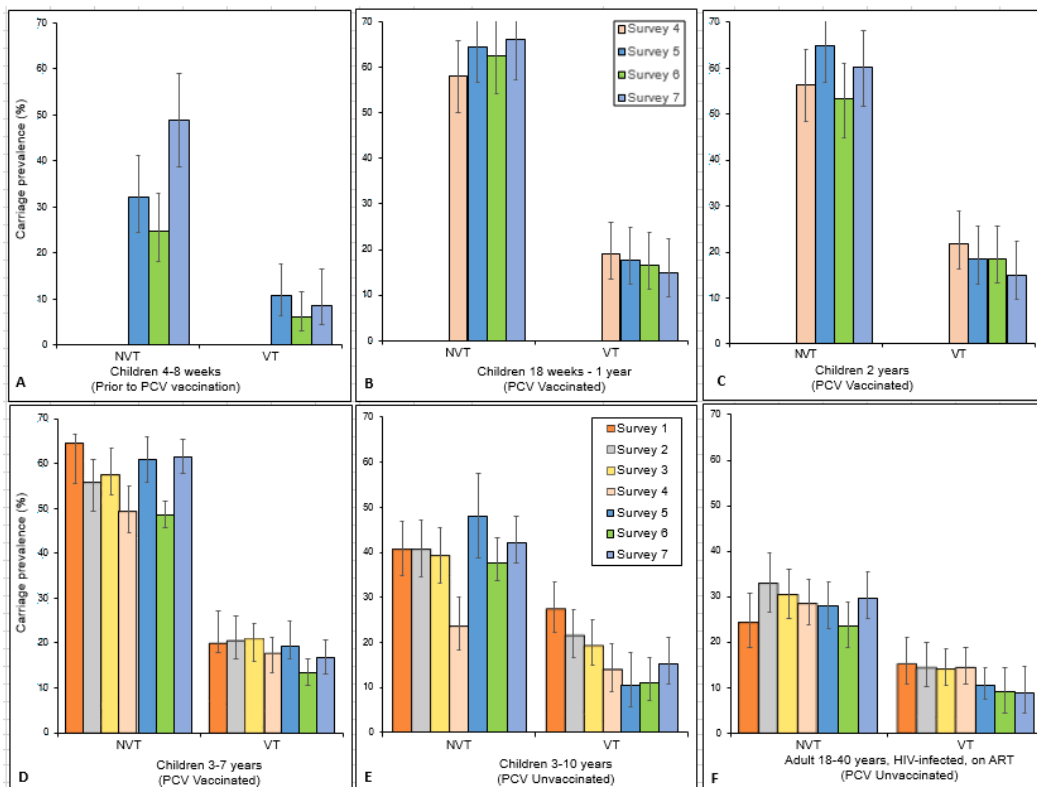 70
60
50
40
30
20
10
0
Carriage prevalence (%)
NVT
VT
A
Children 4-8 weeks
(Prior to PCV vaccination)
70
60
50
40
30
20
10
0
Survey 4
Survey 5
Survey 6
Survey 7
NVT
VT
B
Children 18 weeks - 1 year
(PCV Vaccinated)
70
60
50
40
30
20
10
0
NVT
VT
C
Children 2 years
(PCV Vaccinated)
70
60
50
40
30
20
10
0
Carriage prevalence (%)
NVT
VT
D
Children 3-7 years
(PCV Vaccinated)
70
60
50
40
30
20
10
0
Survey 1
Survey 2
Survey 3
Survey 4
Survey 5
Survey 6
Survey 7
NVT
VT
E
Children 3-10 years
(PCV Unvaccinated)
70
60
50
40
30
20
10
0
NVT
VT
F
Adult 18-40 years, HIV-infected, on ART
(PCV Unvaccinated)